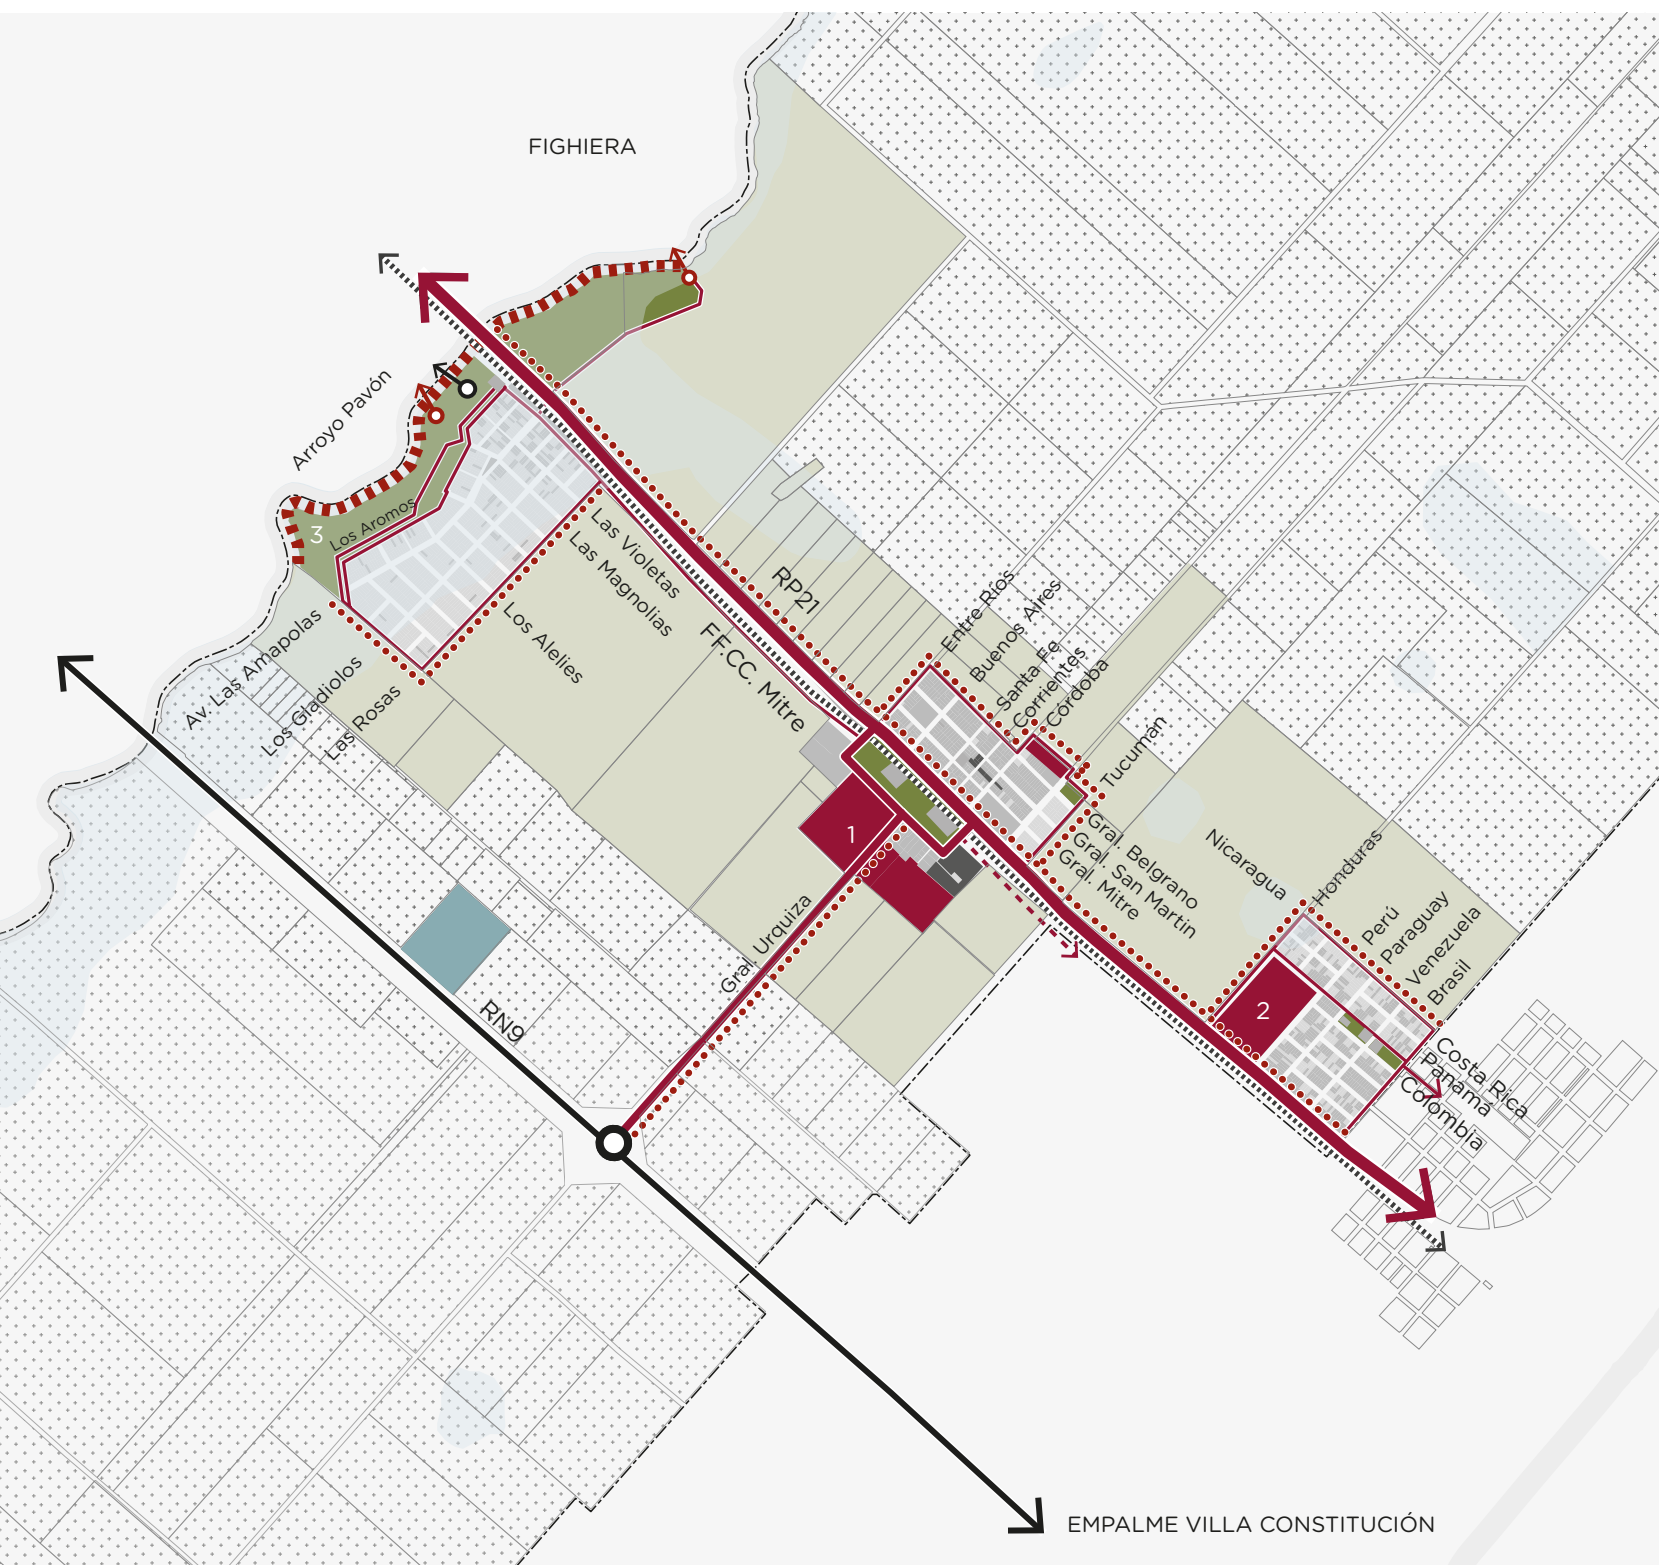 FIGHIERA
Arroyo Pavón
3
Los Aromos
Las Violetas
Las Magnolias
Los Alelies
RP21
FF.CC. Mitre
Av. Las Amapolas
Los Gladiolos
Las Rosas
Entre Ríos
Buenos Aires
Santa Fe
Corrientes
Córdoba
Tucumán
1
Gral. Belgrano
Gral. San Martin
Gral. Mitre
Gral. Urquiza
Nicaragua
Honduras
Perú
Paraguay
Venezuela
Brasil
2
Costa Rica
Panamá
Colombia
RN9
EMPALME VILLA CONSTITUCIÓN